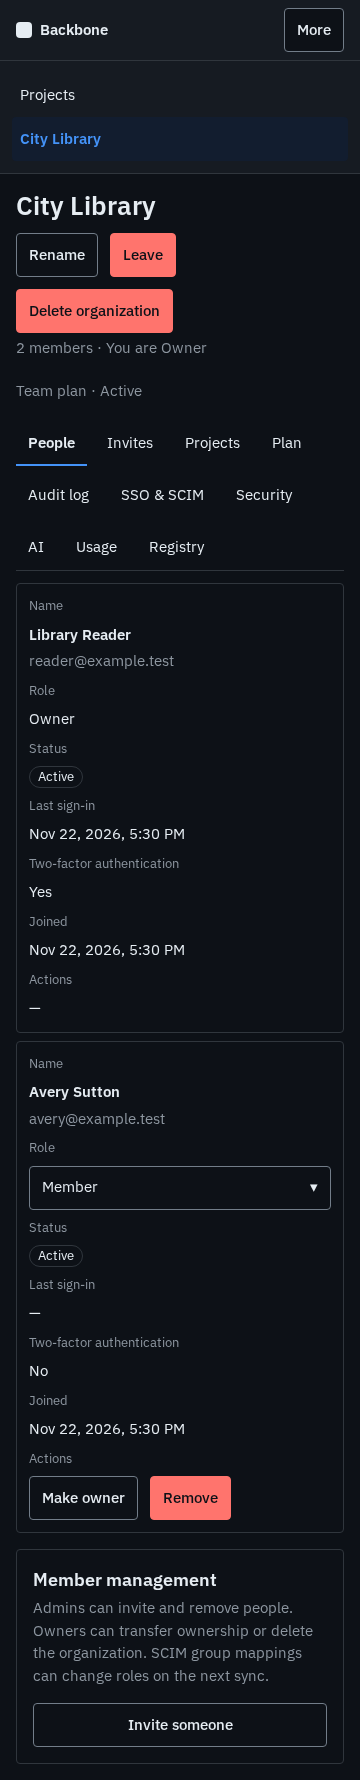 Backbone
More
Projects
City Library
City Library
Rename
Leave
Delete organization
2 members · You are Owner
Team plan · Active
People
Invites
Projects
Plan
Audit log
SSO & SCIM
Security
AI
Usage
Registry
Name
Library Reader
reader@example.test
Role
Owner
Status
Active
Last sign-in
Nov 22, 2026, 5:30 PM
Two-factor authentication
Yes
Joined
Nov 22, 2026, 5:30 PM
Actions
—
Name
Avery Sutton
avery@example.test
Role
Member ▾
Status
Active
Last sign-in
—
Two-factor authentication
No
Joined
Nov 22, 2026, 5:30 PM
Actions
Make owner
Remove
Member management
Admins can invite and remove people.
Owners can transfer ownership or delete
the organization. SCIM group mappings
can change roles on the next sync.
Invite someone